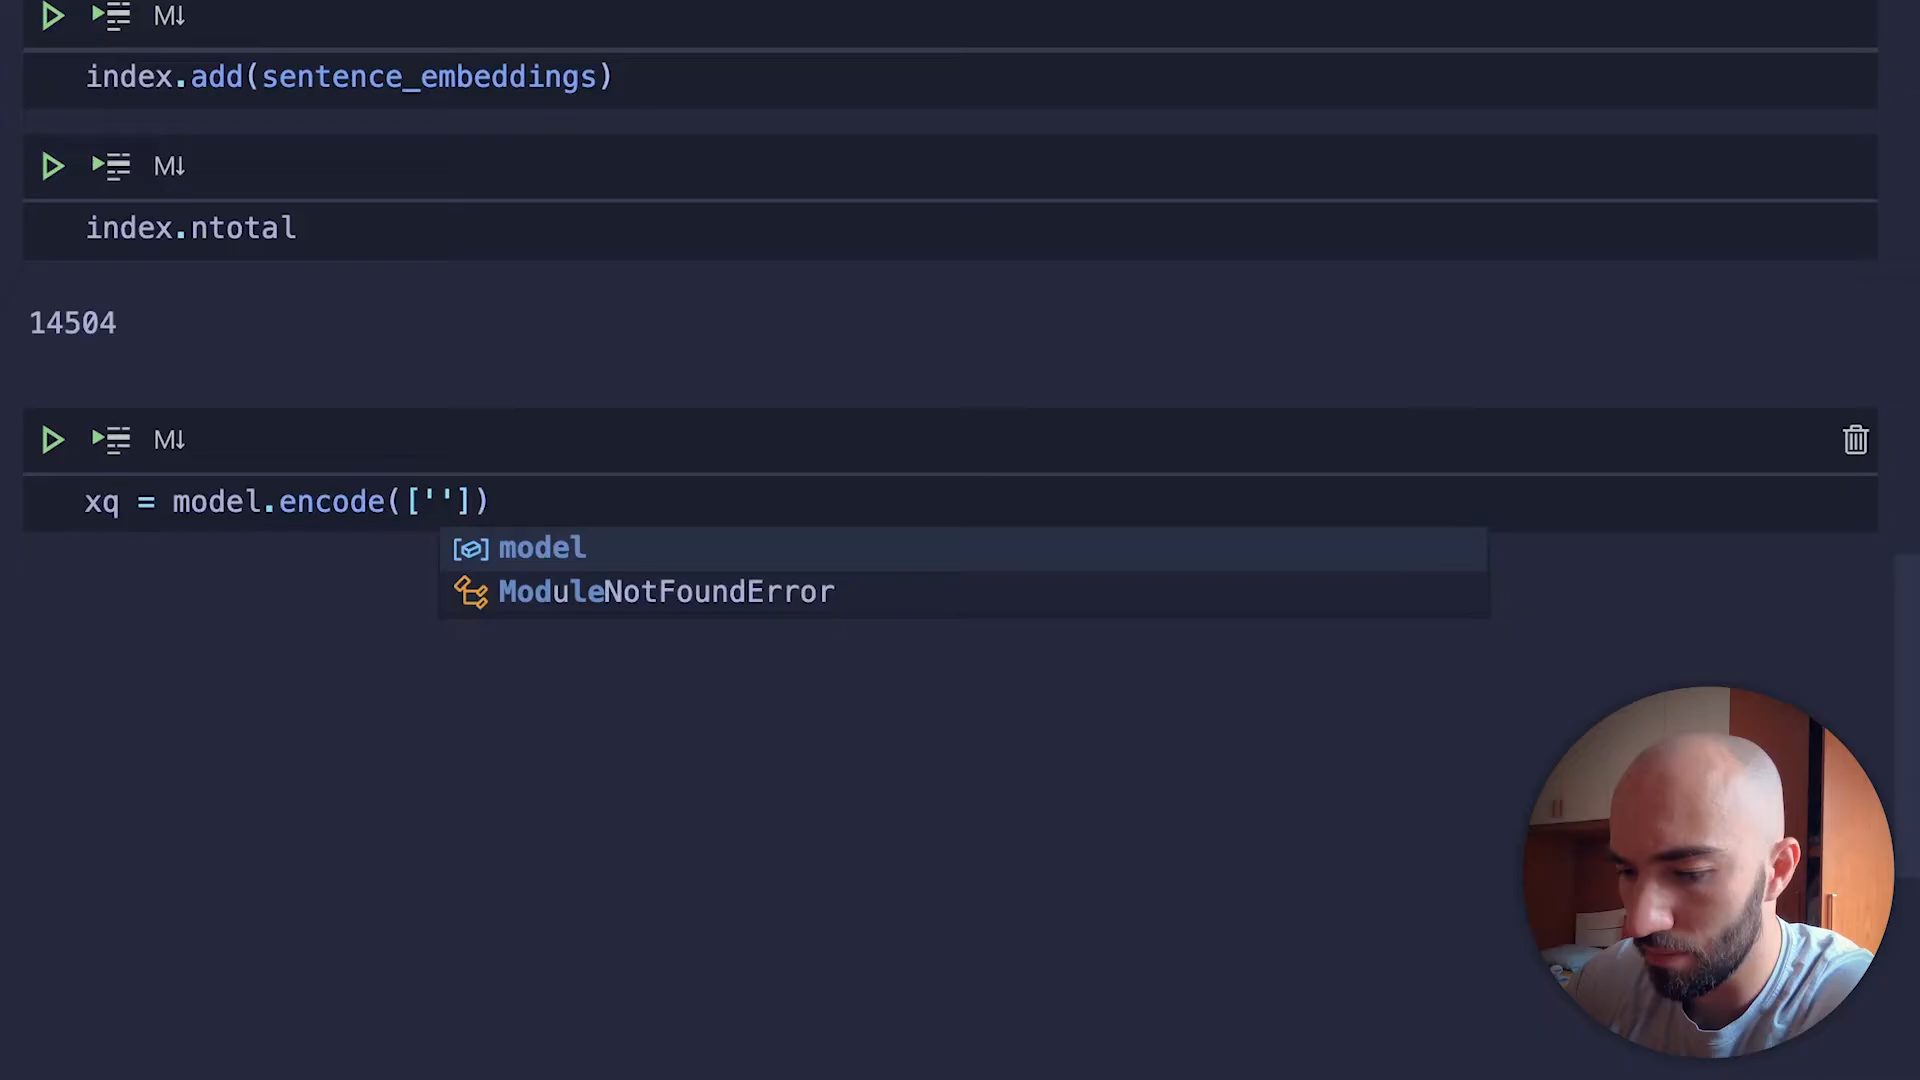 M↓
index.add(sentence_embeddings)
M↓
index.ntotal
14504
M↓
xq = model.encode([''])
model
ModuleNotFoundError